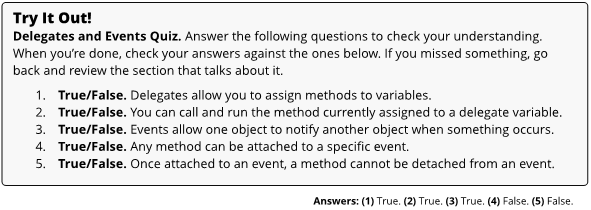 Try It Out!
Delegates and Events Quiz. Answer the following questions to check your understanding.
When you’re done, check your answers against the ones below. If you missed something, go
back and review the section that talks about it.
1. True/False. Delegates allow you to assign methods to variables.
2. True/False. You can call and run the method currently assigned to a delegate variable.
3. True/False. Events allow one object to notify another object when something occurs.
4. True/False. Any method can be attached to a specific event.
5. True/False. Once attached to an event, a method cannot be detached from an event.
Answers: (1) True. (2) True. (3) True. (4) False. (5) False.